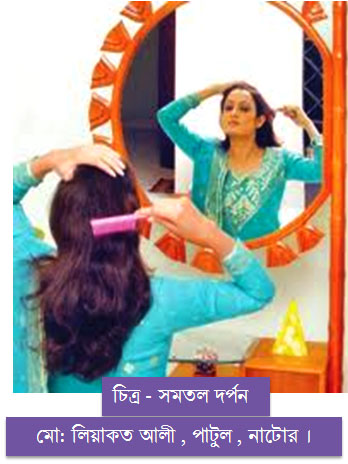 চিত্র - সমতল দর্পন
মো: লিয়াকত আলী , পাটুল , নাটোর ।